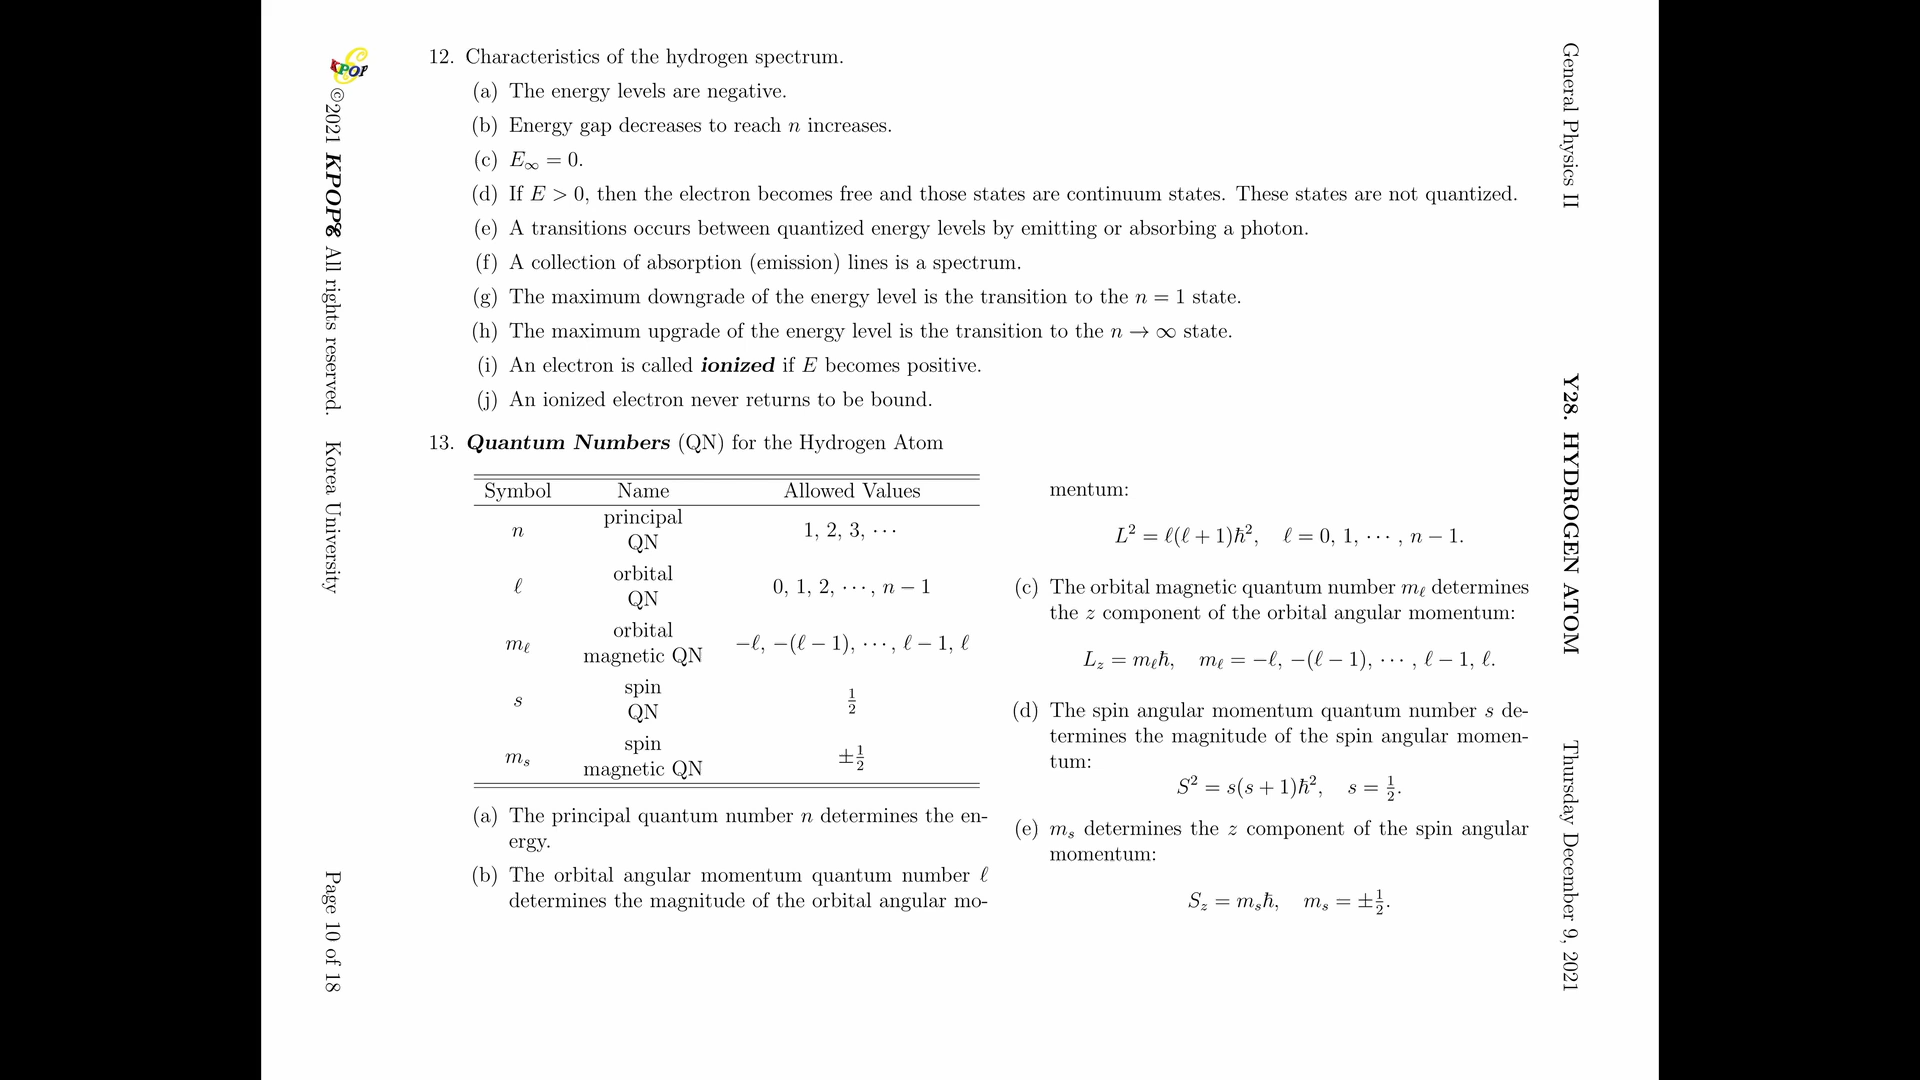 12. Characteristics of the hydrogen spectrum.
(a) The energy levels are negative.
(b) Energy gap decreases to reach n increases.
(c) E∞ = 0.
(d) If E > 0, then the electron becomes free and those states are continuum states. These states are not quantized.
(e) A transitions occurs between quantized energy levels by emitting or absorbing a photon.
(f) A collection of absorption (emission) lines is a spectrum.
(g) The maximum downgrade of the energy level is the transition to the n = 1 state.
(h) The maximum upgrade of the energy level is the transition to the n → ∞ state.
(i) An electron is called ionized if E becomes positive.
(j) An ionized electron never returns to be bound.
13. Quantum Numbers (QN) for the Hydrogen Atom
Symbol Name Allowed Values
n principal QN 1, 2, 3, ···
ℓ orbital QN 0, 1, 2, ···, n − 1
mℓ orbital magnetic QN −ℓ, −(ℓ − 1), ···, ℓ − 1, ℓ
s spin QN 1/2
ms spin magnetic QN ±1/2
(a) The principal quantum number n determines the en-
ergy.
(b) The orbital angular momentum quantum number ℓ
determines the magnitude of the orbital angular mo-
mentum:
L² = ℓ(ℓ + 1)ℏ², ℓ = 0, 1, ··· , n − 1.
(c) The orbital magnetic quantum number mℓ determines
the z component of the orbital angular momentum:
Lz = mℓℏ, mℓ = −ℓ, −(ℓ − 1), ··· , ℓ − 1, ℓ.
(d) The spin angular momentum quantum number s de-
termines the magnitude of the spin angular momen-
tum:
S² = s(s + 1)ℏ², s = 1/2.
(e) ms determines the z component of the spin angular
momentum:
Sz = msℏ, ms = ±1/2.
General Physics II Y28. HYDROGEN ATOM Thursday December 9, 2021
KPOP
©2021 KPOPE All rights reserved. Korea University Page 10 of 18